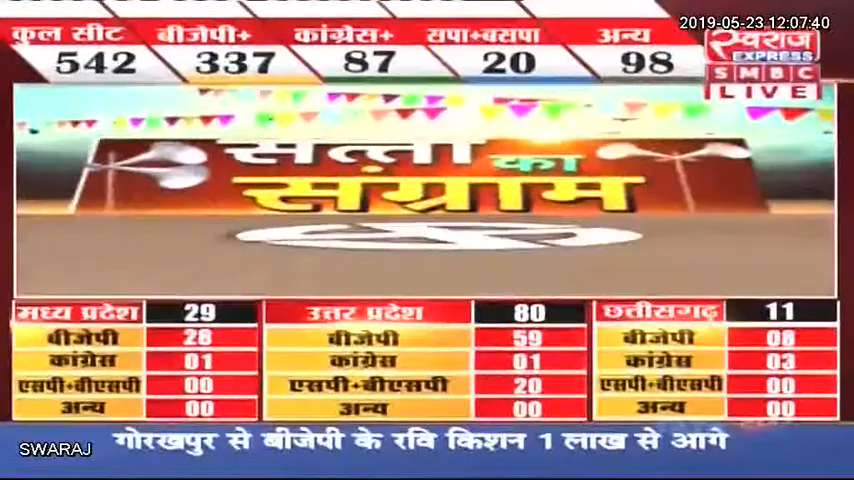 2019-05-23 12:07:40
कुल सीट बीजेपी+ कांग्रेस+ सपा+बसपा अन्य
542 337 87 20 98
स्वराज
EXPRESS
SMBC
LIVE
सत्ता का
संग्राम
मध्य प्रदेश 29 उत्तर प्रदेश 80 छत्तीसगढ़ 11
बीजेपी 28 बीजेपी 59 बीजेपी 08
कांग्रेस 01 कांग्रेस 01 कांग्रेस 03
एसपी+बीएसपी 00 एसपी+बीएसपी 20 एसपी+बीएसपी 00
अन्य 00 अन्य 00 अन्य 00
गोरखपुर से बीजेपी के रवि किशन 1 लाख से आगे
SWARAJ